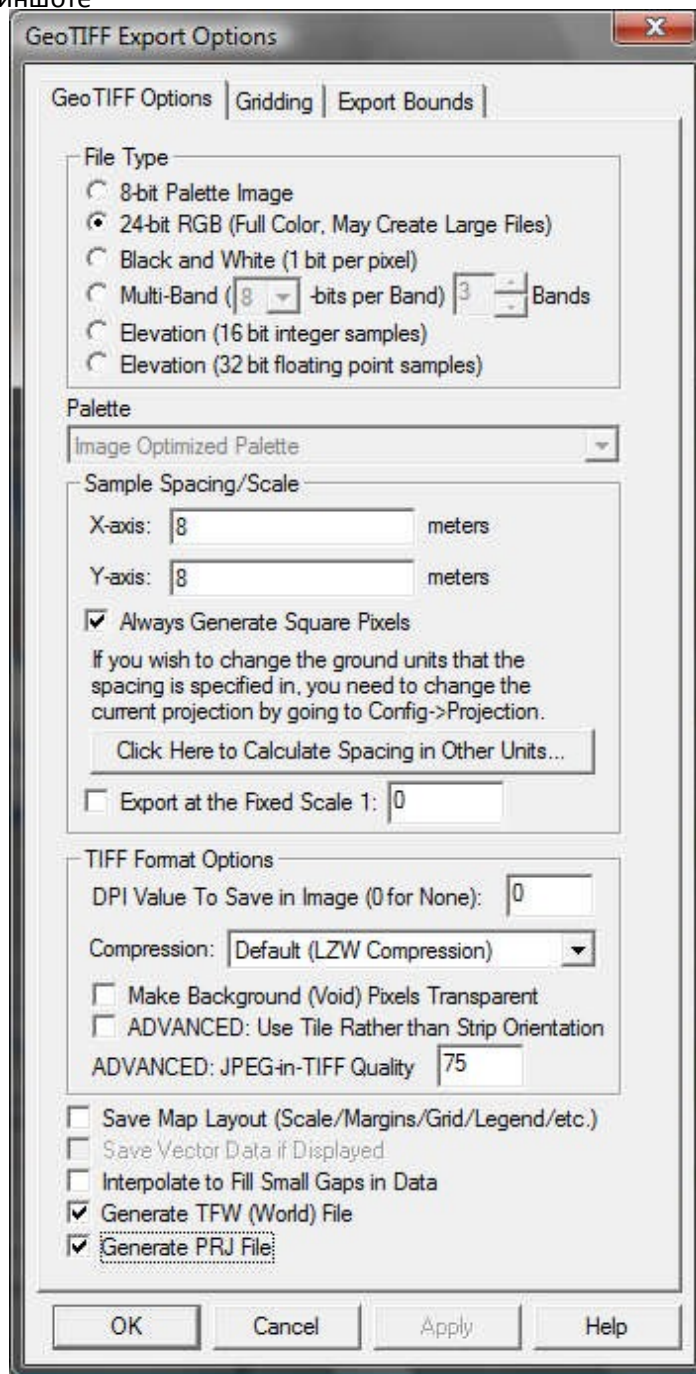 GeoTIFF Export Options
GeoTIFF Options
Gridding
Export Bounds
File Type
8-bit Palette Image
24-bit RGB (Full Color, May Create Large Files)
Black and White (1 bit per pixel)
Multi-Band (8 -bits per Band) 3 Bands
Elevation (16 bit integer samples)
Elevation (32 bit floating point samples)
Palette
Image Optimized Palette
Sample Spacing/Scale
X-axis: 8 meters
Y-axis: 8 meters
Always Generate Square Pixels
If you wish to change the ground units that the
spacing is specified in, you need to change the
current projection by going to Config->Projection.
Click Here to Calculate Spacing in Other Units...
Export at the Fixed Scale 1: 0
TIFF Format Options
DPI Value To Save in Image (0 for None): 0
Compression: Default (LZW Compression)
Make Background (Void) Pixels Transparent
ADVANCED: Use Tile Rather than Strip Orientation
ADVANCED: JPEG-in-TIFF Quality 75
Save Map Layout (Scale/Margins/Grid/Legend/etc.)
Save Vector Data if Displayed
Interpolate to Fill Small Gaps in Data
Generate TFW (World) File
Generate PRJ File
OK
Cancel
Apply
Help